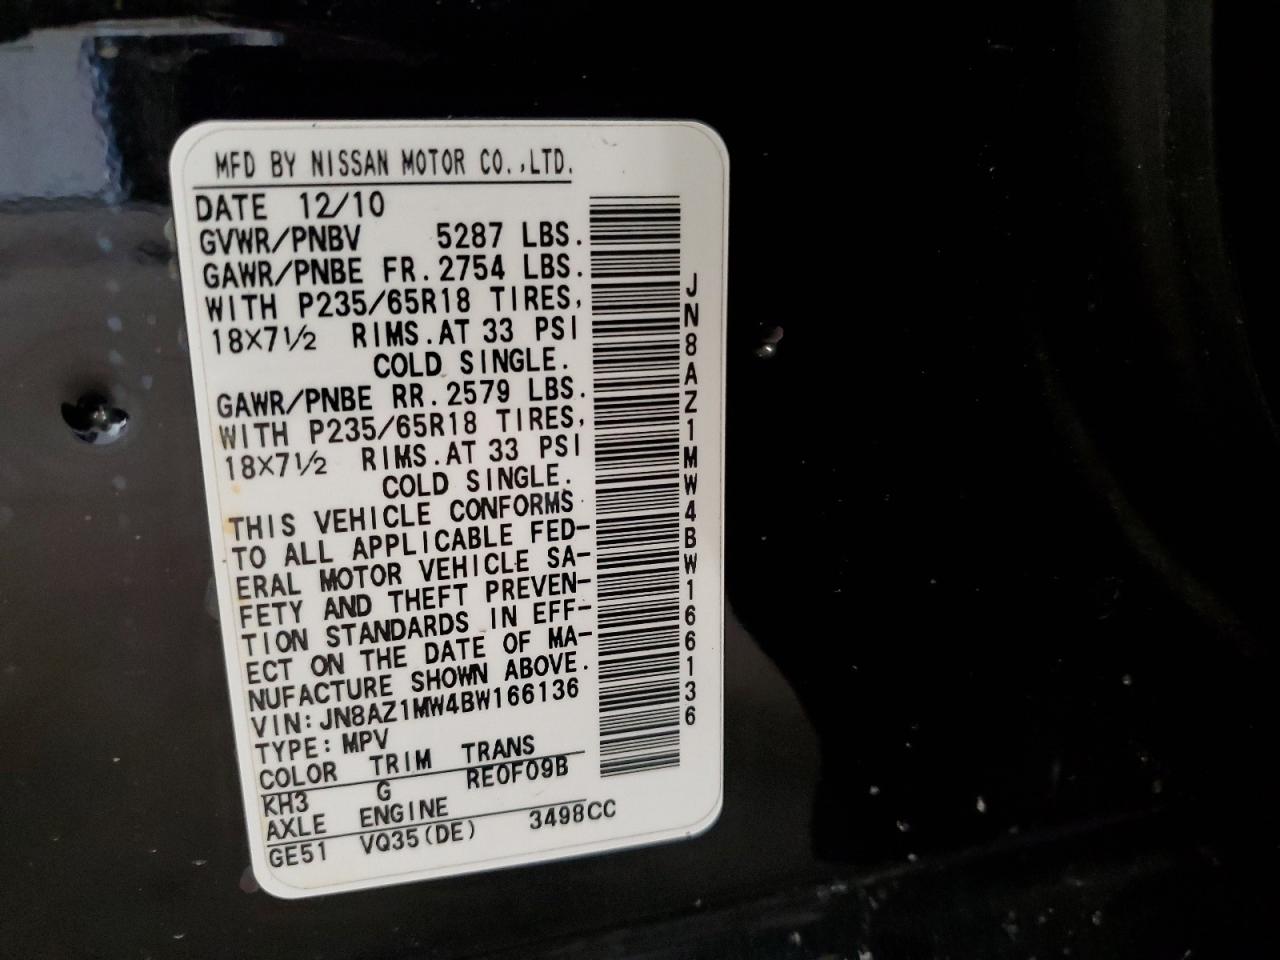 MFD BY NISSAN MOTOR CO.,LTD.
DATE 12/10
GVWR/PNBV 5287 LBS.
GAWR/PNBE FR.2754 LBS.
WITH P235/65R18 TIRES,
18×7½ RIMS.AT 33 PSI
COLD SINGLE.
GAWR/PNBE RR.2579 LBS.
WITH P235/65R18 TIRES,
18×7½ RIMS.AT 33 PSI
COLD SINGLE.
THIS VEHICLE CONFORMS
TO ALL APPLICABLE FED-
ERAL MOTOR VEHICLE SA-
FETY AND THEFT PREVEN-
TION STANDARDS IN EFF-
ECT ON THE DATE OF MA-
NUFACTURE SHOWN ABOVE.
VIN:JN8AZ1MW4BW166136
TYPE:MPV
COLOR TRIM TRANS
KH3 G RE0F09B
AXLE ENGINE
GE51 VQ35(DE) 3498CC
JN8AZ1MW4BW166136